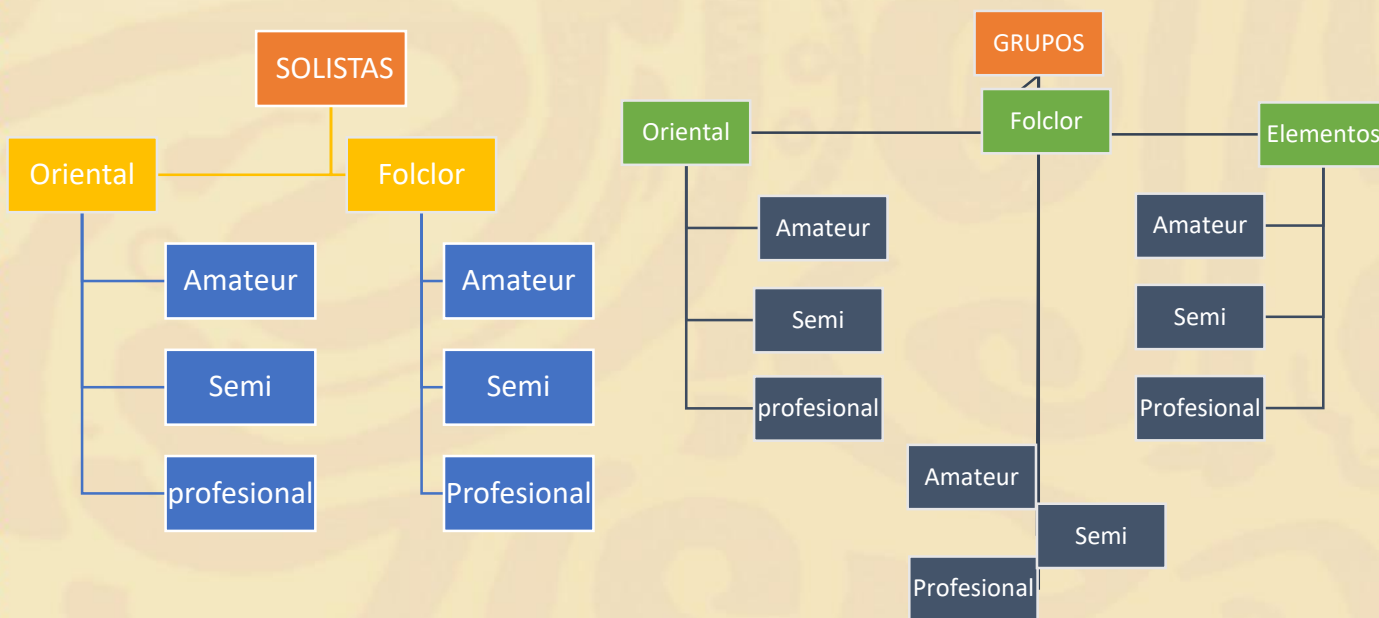 SOLISTAS
Oriental
Folclor
Amateur
Semi
profesional
Amateur
Semi
Profesional
GRUPOS
Oriental
Folclor
Elementos
Amateur
Semi
profesional
Amateur
Semi
Profesional
Amateur
Semi
Profesional